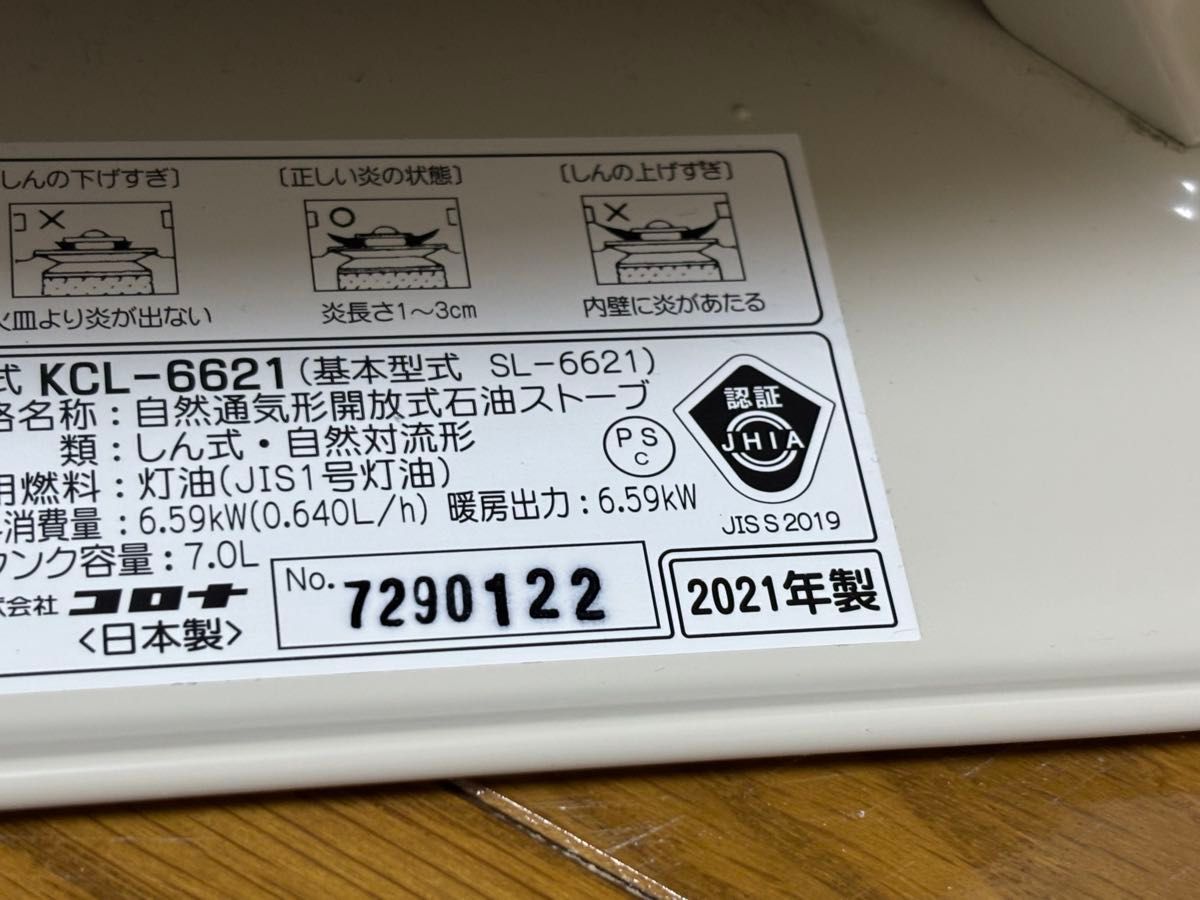 しんの下げすぎ] [正しい炎の状態] [しんの上げすぎ]
火皿より炎が出ない 炎長さ1〜3cm 内壁に炎があたる
式 KCL-6621(基本型式 SL-6621)
格名称:自然通気形開放式石油ストーブ
類:しん式・自然対流形
用燃料:灯油(JIS1号灯油)
消費量:6.59kW(0.640L/h) 暖房出力:6.59kW
タンク容量:7.0L
式会社 コロナ
<日本製>
No. 7290122
2021年製
PS
C
認証
JHIA
JIS S 2019